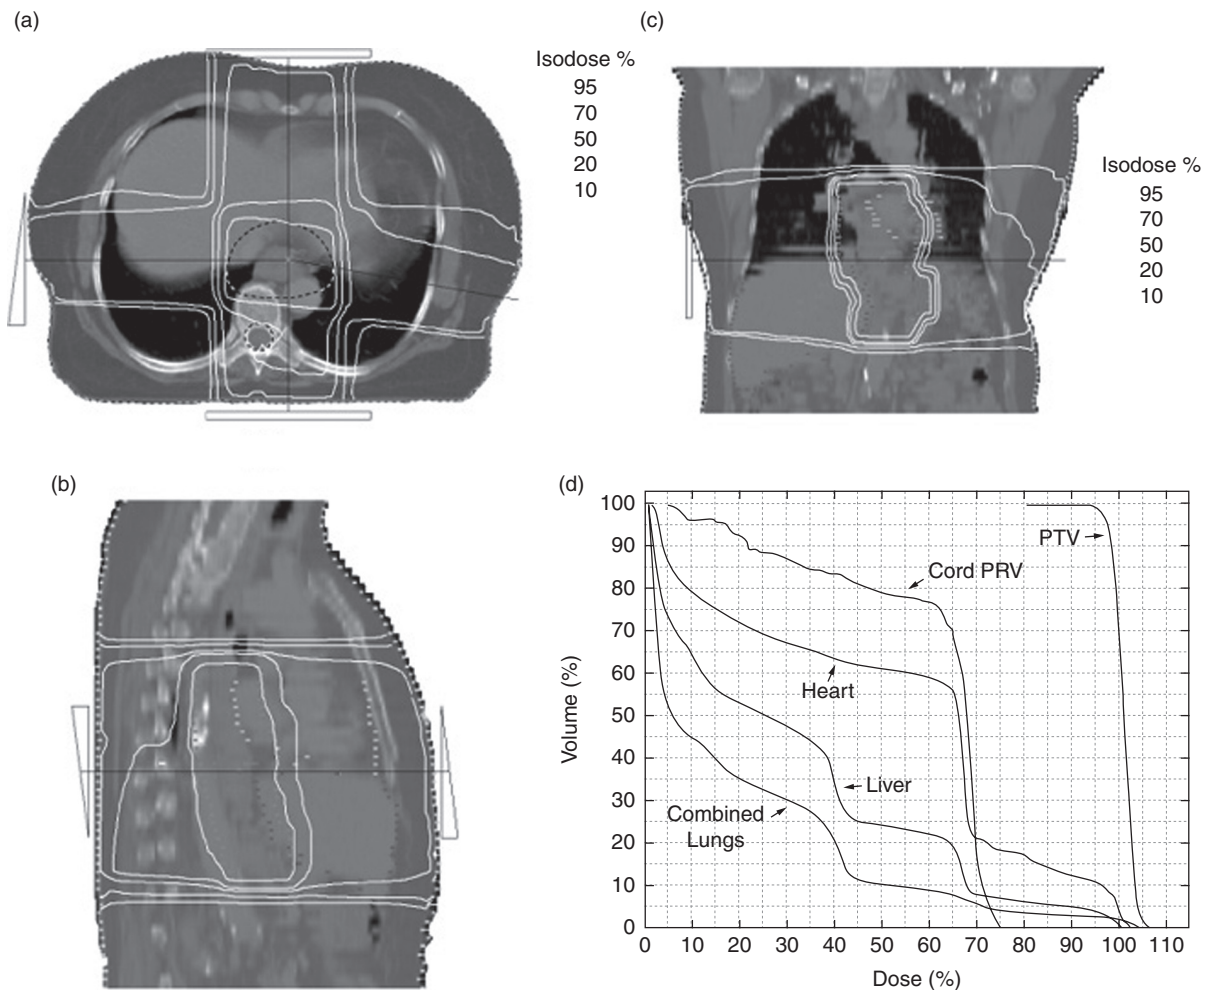 (a)
Isodose %
95
70
50
20
10
(c)
Isodose %
95
70
50
20
10
(b)
(d)
100
90
80
70
60
50
40
30
20
10
0
Volume (%)
PTV
Cord PRV
Heart
Liver
Combined
Lungs
0 10 20 30 40 50 60 70 80 90 100 110
Dose (%)